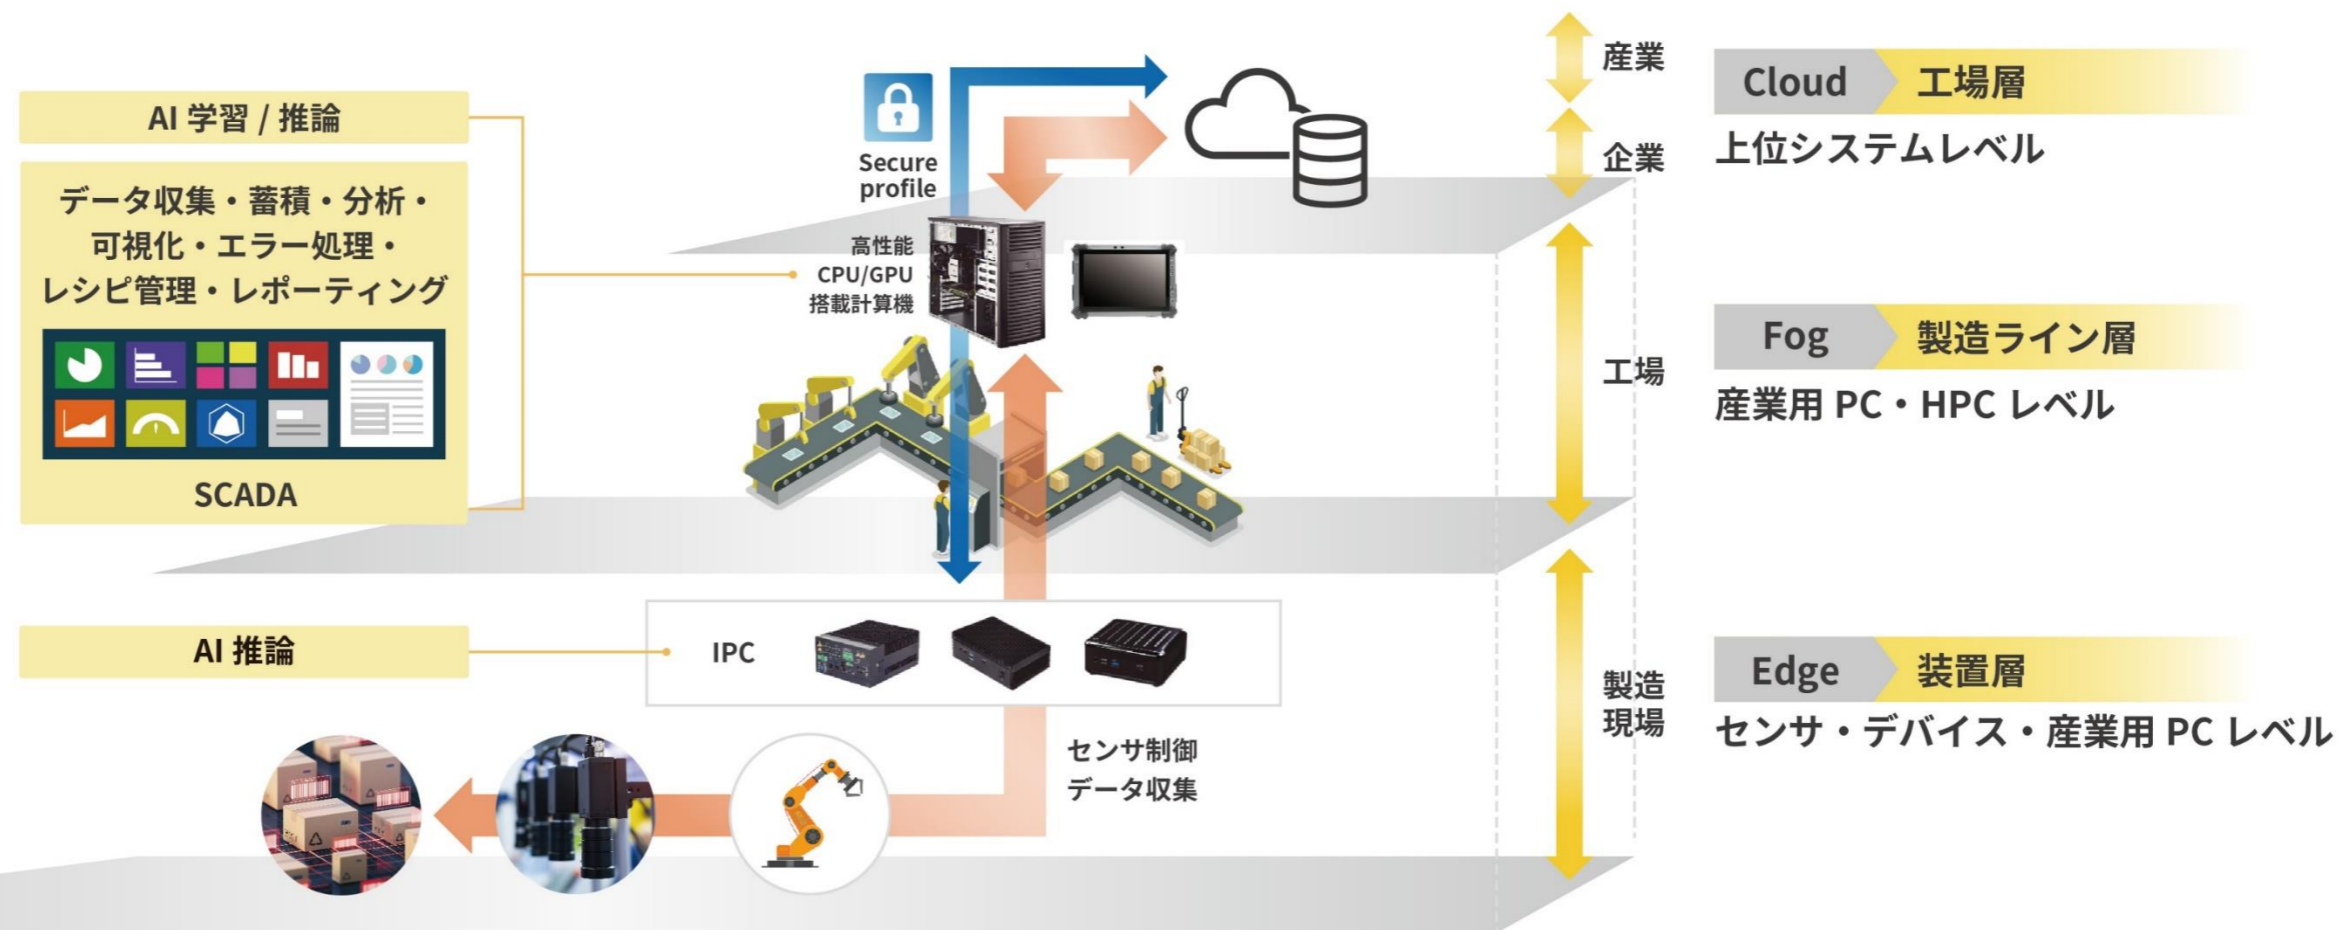 AI 学習 / 推論
データ収集・蓄積・分析・
可視化・エラー処理・
レシピ管理・レポーティング
SCADA
AI 推論
Secure
profile
高性能
CPU/GPU
搭載計算機
IPC
センサ制御
データ収集
産業
企業
工場
製造
現場
Cloud
工場層
上位システムレベル
Fog
製造ライン層
産業用 PC・HPC レベル
Edge
装置層
センサ・デバイス・産業用 PC レベル